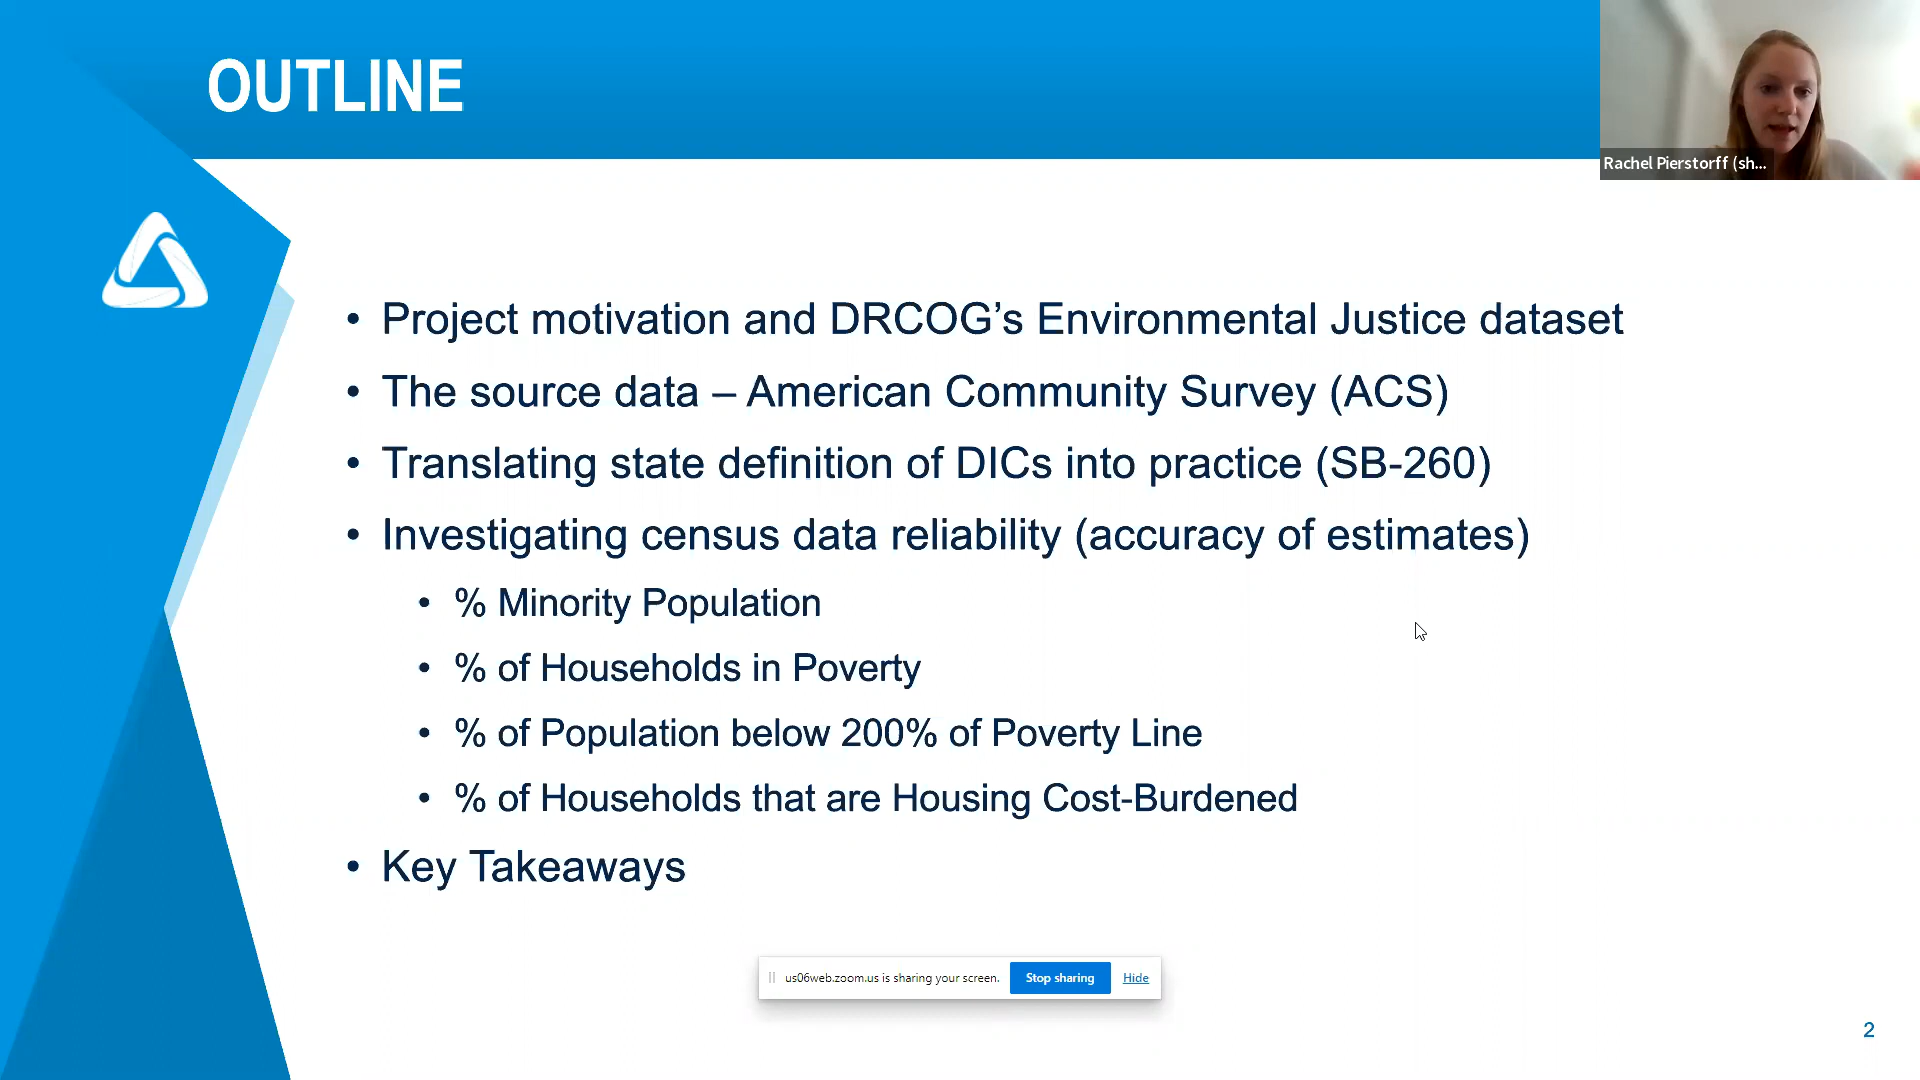 OUTLINE
Rachel Pierstorff (sh...
• Project motivation and DRCOG’s Environmental Justice dataset
• The source data – American Community Survey (ACS)
• Translating state definition of DICs into practice (SB-260)
• Investigating census data reliability (accuracy of estimates)
• % Minority Population
• % of Households in Poverty
• % of Population below 200% of Poverty Line
• % of Households that are Housing Cost-Burdened
• Key Takeaways
us06web.zoom.us is sharing your screen. Stop sharing Hide
2